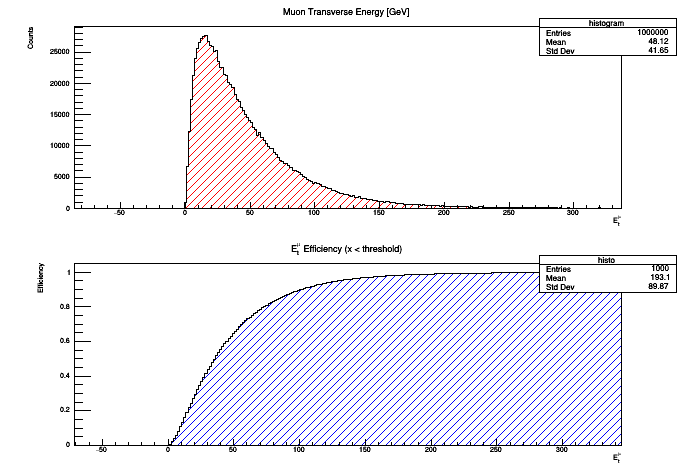 Muon Transverse Energy [GeV]
histogram
Entries 1000000
Mean 48.12
Std Dev 41.65
Counts
25000
20000
15000
10000
5000
0
-50 0 50 100 150 200 250 300
E_t^μ
E_t^μ Efficiency (x < threshold)
histo
Entries 1000
Mean 193.1
Std Dev 89.87
Efficiency
1
0.8
0.6
0.4
0.2
0
-50 0 50 100 150 200 250 300
E_t^μ